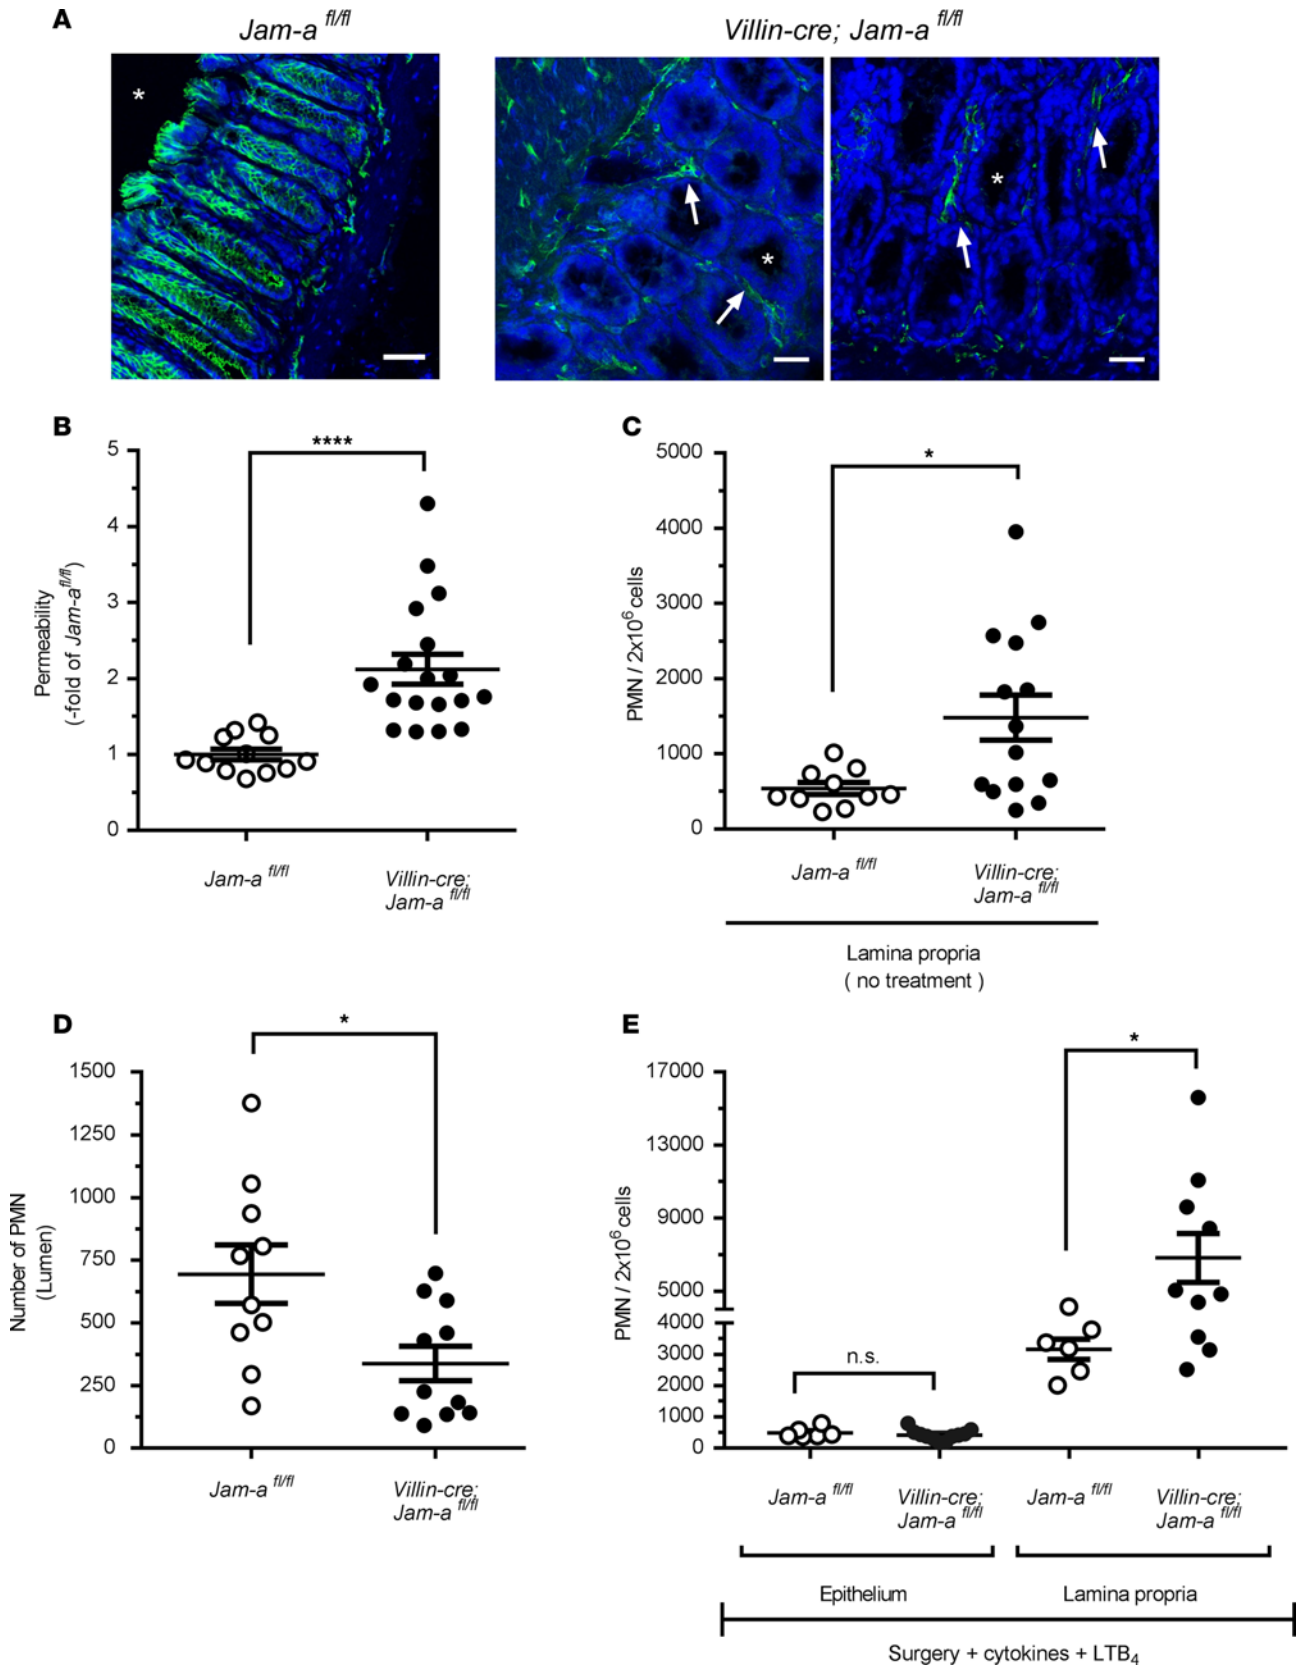 A
Jam-a fl/fl
Villin-cre; Jam-a fl/fl
*
*
*
B
****
5
4
3
2
1
0
Permeability
(-fold of Jam-a fl/fl)
Jam-a fl/fl
Villin-cre;
Jam-a fl/fl
C
*
5000
4000
3000
2000
1000
0
PMN / 2x10⁶ cells
Jam-a fl/fl
Villin-cre;
Jam-a fl/fl
Lamina propria
( no treatment )
D
*
1500
1250
1000
750
500
250
0
Number of PMN
(Lumen)
Jam-a fl/fl
Villin-cre;
Jam-a fl/fl
E
*
17000
13000
9000
5000
4000
3000
2000
1000
0
n.s.
PMN / 2x10⁶ cells
Jam-a fl/fl
Villin-cre;
Jam-a fl/fl
Jam-a fl/fl
Villin-cre;
Jam-a fl/fl
Epithelium
Lamina propria
Surgery + cytokines + LTB₄